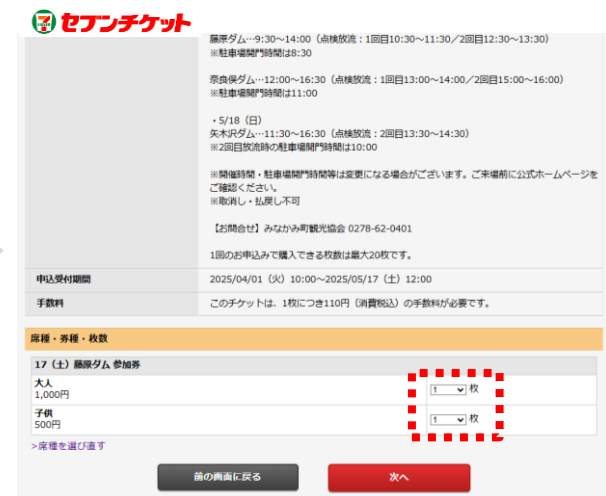 セブンチケット
藤原ダム…9:30～14:00（点検放流：1回目10:30～11:30／2回目12:30～13:30）
※駐車場開門時間は8:30
奈良俣ダム…12:00～16:30（点検放流：1回目13:00～14:00／2回目15:00～16:00）
※駐車場開門時間は11:00
・5/18（日）
矢木沢ダム…11:30～16:30（点検放流：2回目13:30～14:30）
※2回目放流時の駐車場開門時間は10:00
※開催時間・駐車場開門時間等は変更になる場合がございます。ご来場前に公式ホームページを
ご確認ください。
※取消し・払戻し不可
【お問合せ】みなかみ町観光協会 0278-62-0401
1回のお申込みで購入できる枚数は最大20枚です。
申込受付期間 2025/04/01（火）10:00～2025/05/17（土）12:00
手数料 このチケットは、1枚につき110円（消費税込）の手数料が必要です。
席種・券種・枚数
17（土）藤原ダム 参加券
大人
1,000円 1 枚
子供
500円 1 枚
>席種を選び直す
前の画面に戻る 次へ